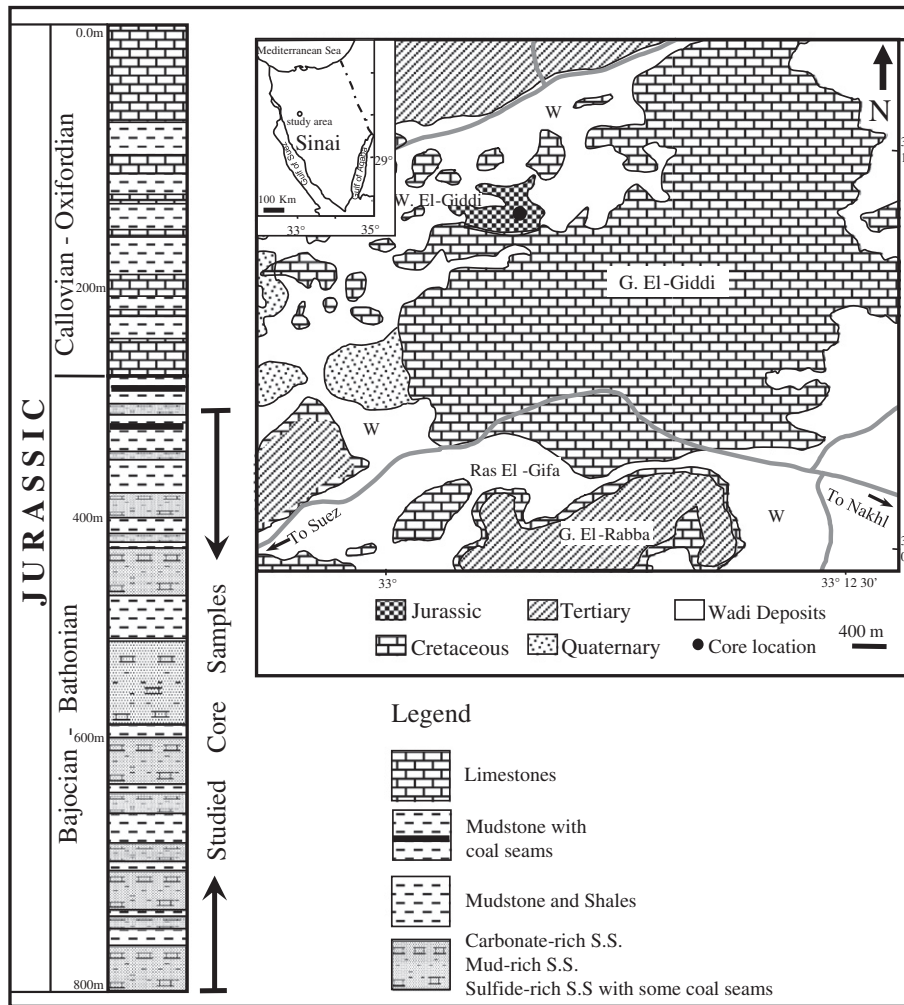 0.0m
200m
400m
600m
800m
JURASSIC
Callovian - Oxifordian
Bajocian - Bathonian
Studied Core Samples
Mediterranean Sea
study area
Sinai
Gulf of Suez
Gulf of Aqaba
29°
100 Km
33°
35°
N
W
W. El-Giddi
G. El-Giddi
W
Ras El-Gifa
To Suez
G. El-Rabba
W
To Nakhl
33°
33° 12 30'
Jurassic
Tertiary
Wadi Deposits
Cretaceous
Quaternary
Core location
400 m
Legend
Limestones
Mudstone with
coal seams
Mudstone and Shales
Carbonate-rich S.S.
Mud-rich S.S.
Sulfide-rich S.S with some coal seams